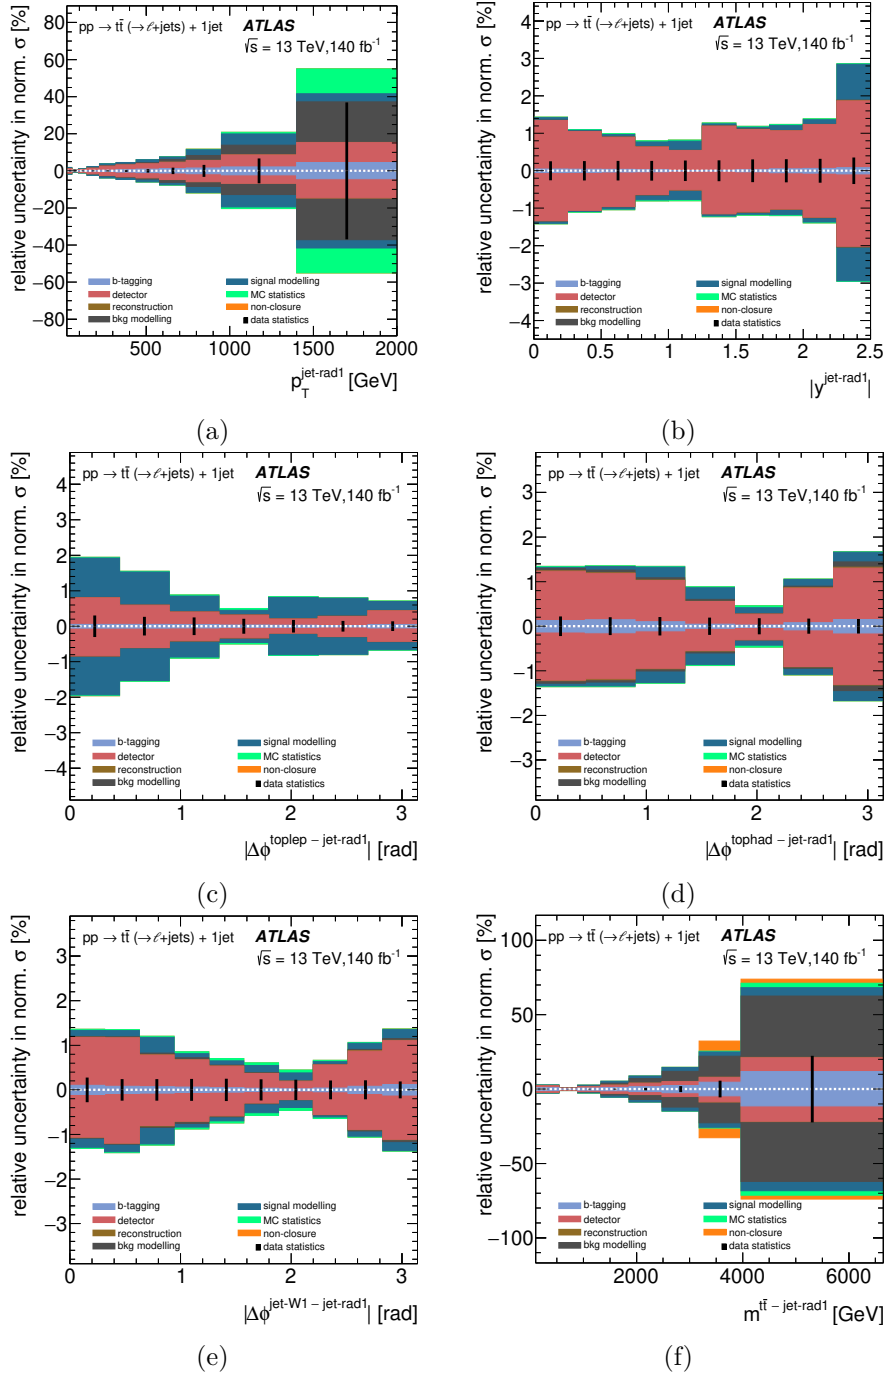 relative uncertainty in norm. σ [%]
pp → tt̄ (→ℓ+jets) + 1jet ATLAS
√s = 13 TeV,140 fb⁻¹
80
60
40
20
0
−20
−40
−60
−80
b-tagging signal modelling
detector MC statistics
reconstruction non-closure
bkg modelling data statistics
500 1000 1500 2000
p_T^jet-rad1 [GeV]
(a)
relative uncertainty in norm. σ [%]
pp → tt̄ (→ℓ+jets) + 1jet ATLAS
√s = 13 TeV,140 fb⁻¹
4
3
2
1
0
−1
−2
−3
−4
b-tagging signal modelling
detector MC statistics
reconstruction non-closure
bkg modelling data statistics
0 0.5 1 1.5 2 2.5
|y^jet-rad1|
(b)
relative uncertainty in norm. σ [%]
pp → tt̄ (→ℓ+jets) + 1jet ATLAS
√s = 13 TeV,140 fb⁻¹
4
3
2
1
0
−1
−2
−3
−4
b-tagging signal modelling
detector MC statistics
reconstruction non-closure
bkg modelling data statistics
0 1 2 3
|Δϕ^toplep − jet-rad1| [rad]
(c)
relative uncertainty in norm. σ [%]
pp → tt̄ (→ℓ+jets) + 1jet ATLAS
√s = 13 TeV,140 fb⁻¹
3
2
1
0
−1
−2
−3
b-tagging signal modelling
detector MC statistics
reconstruction non-closure
bkg modelling data statistics
0 1 2 3
|Δϕ^tophad − jet-rad1| [rad]
(d)
relative uncertainty in norm. σ [%]
pp → tt̄ (→ℓ+jets) + 1jet ATLAS
√s = 13 TeV,140 fb⁻¹
3
2
1
0
−1
−2
−3
b-tagging signal modelling
detector MC statistics
reconstruction non-closure
bkg modelling data statistics
0 1 2 3
|Δϕ^jet-W1 − jet-rad1| [rad]
(e)
relative uncertainty in norm. σ [%]
pp → tt̄ (→ℓ+jets) + 1jet ATLAS
√s = 13 TeV,140 fb⁻¹
100
50
0
−50
−100
b-tagging signal modelling
detector MC statistics
reconstruction non-closure
bkg modelling data statistics
2000 4000 6000
m^tt̄ − jet-rad1 [GeV]
(f)